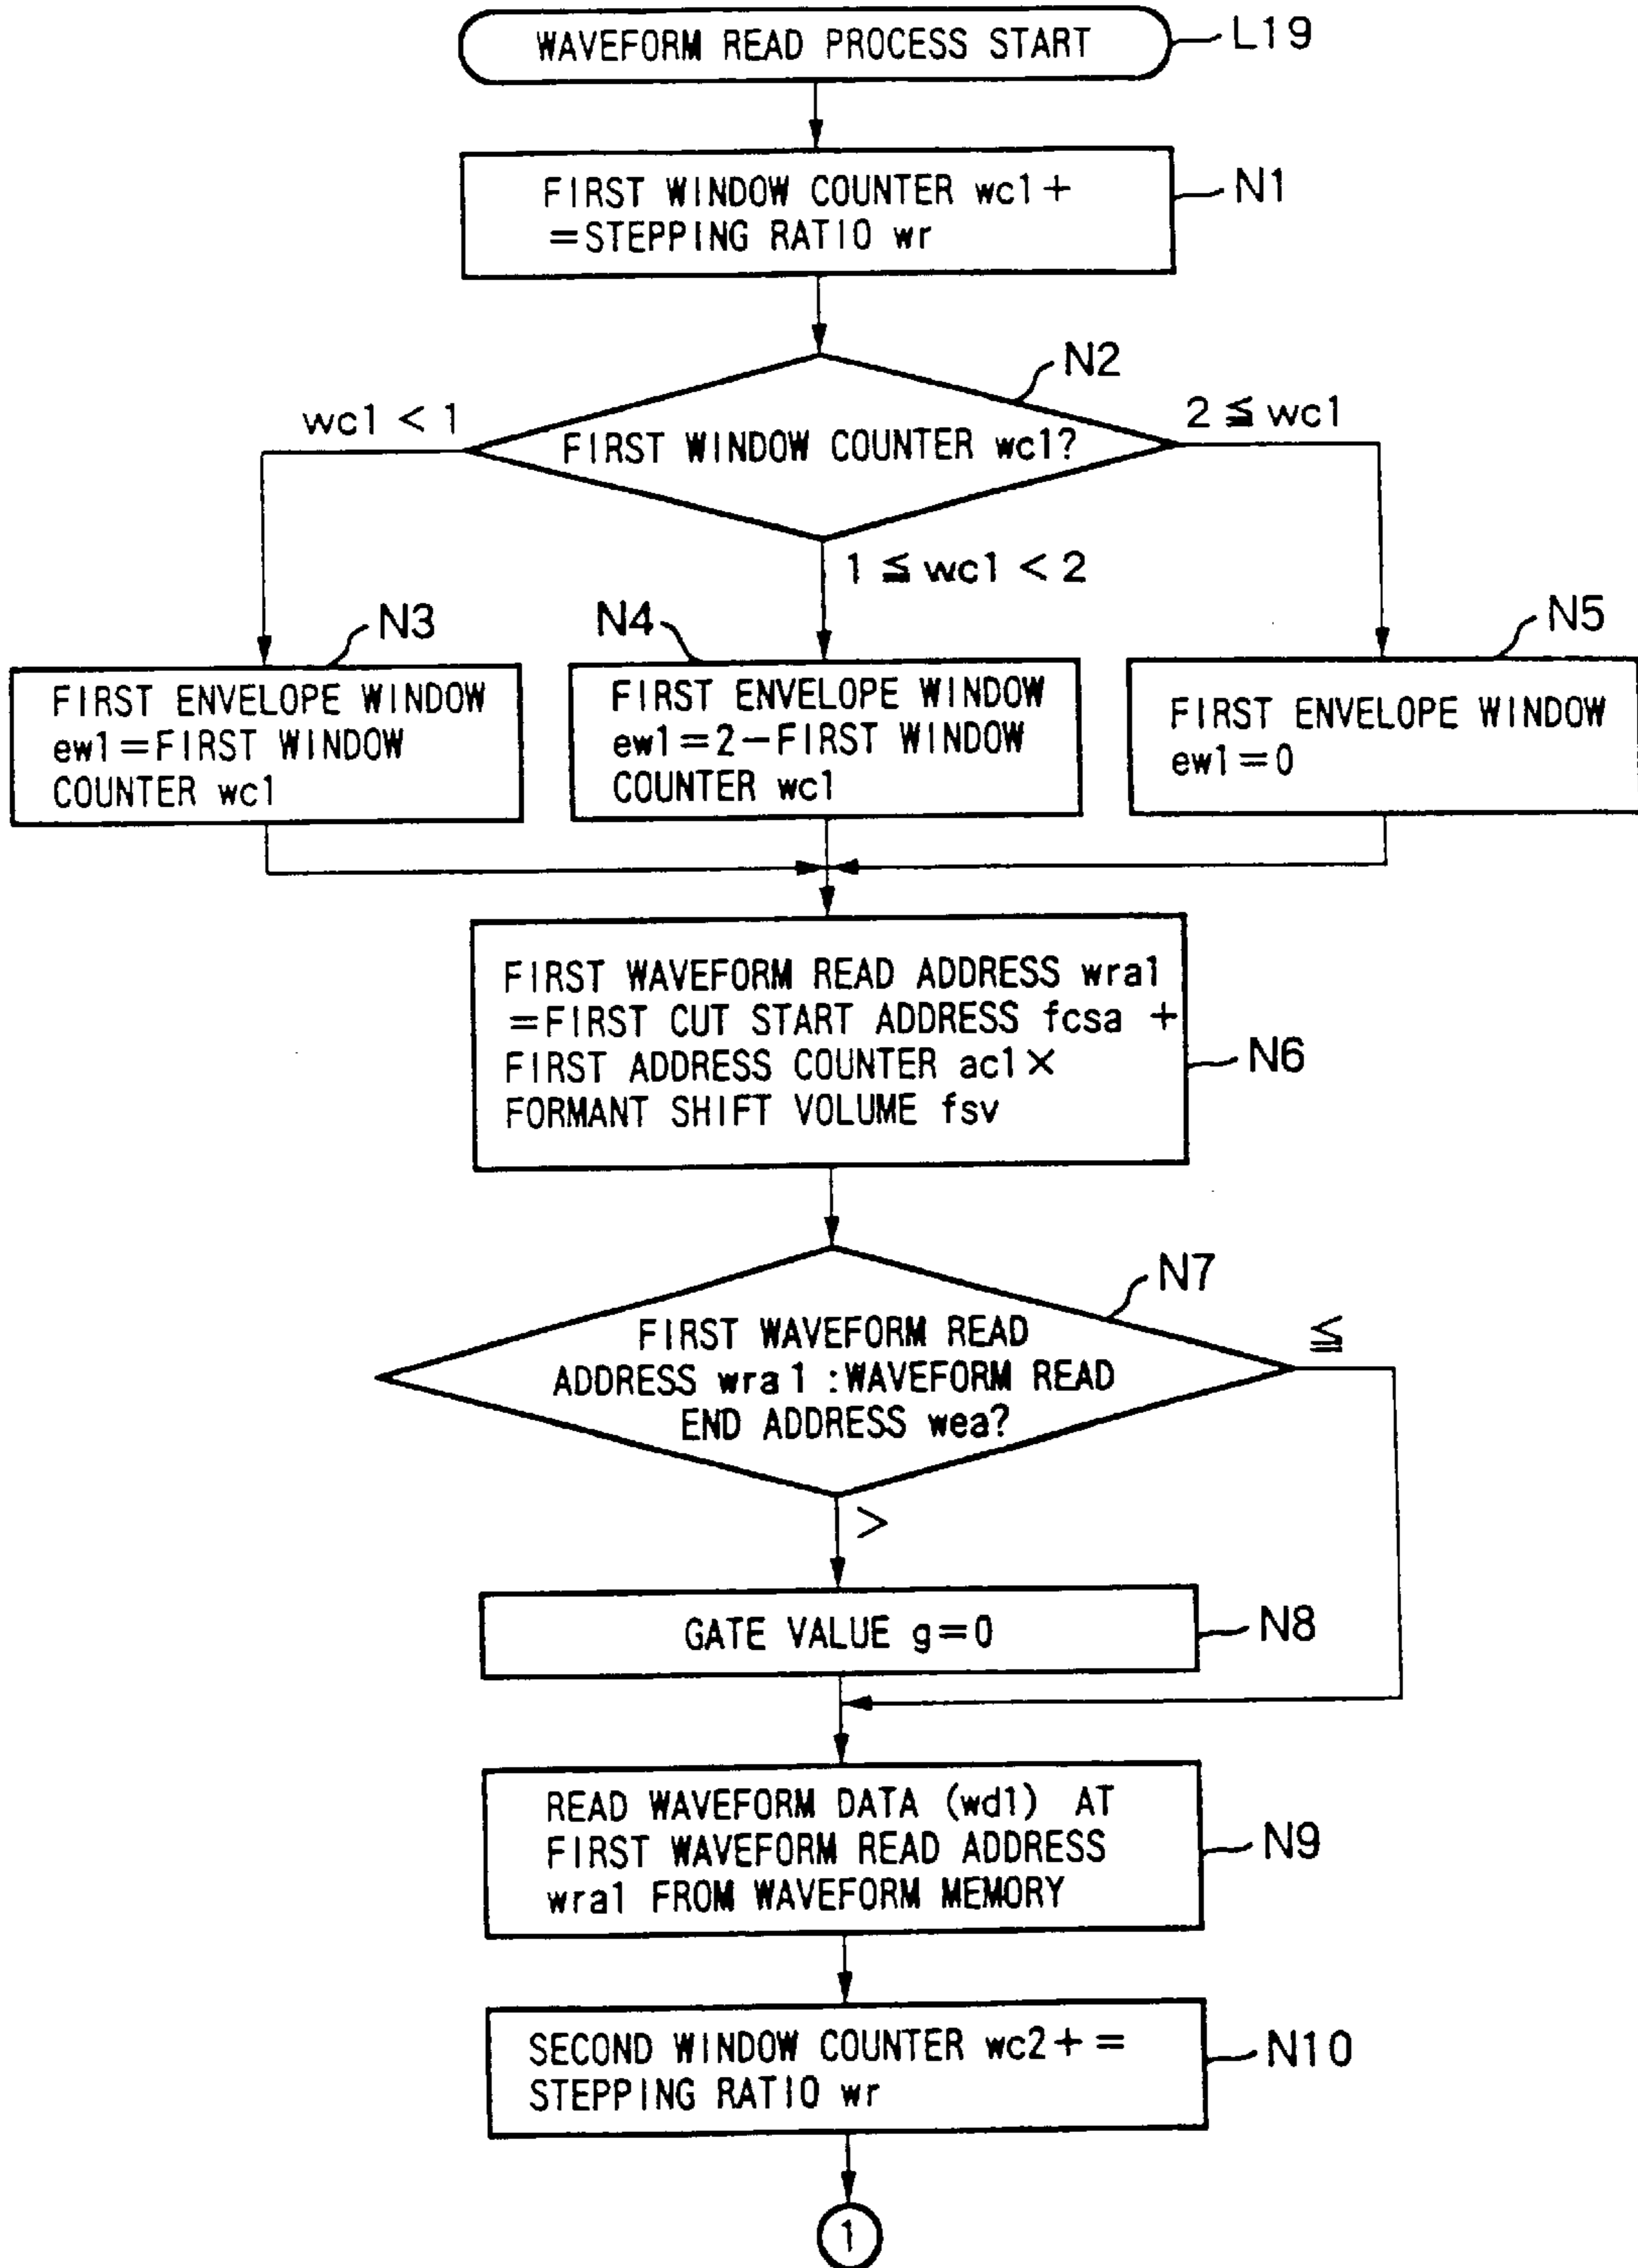 WAVEFORM READ PROCESS START
L19
FIRST WINDOW COUNTER wc1+
=STEPPING RATIO wr
N1
N2
wc1 < 1
2 ≦ wc1
FIRST WINDOW COUNTER wc1?
1 ≦ wc1 < 2
N3
N4
N5
FIRST ENVELOPE WINDOW
ew1=FIRST WINDOW
COUNTER wc1
FIRST ENVELOPE WINDOW
ew1=2-FIRST WINDOW
COUNTER wc1
FIRST ENVELOPE WINDOW
ew1=0
FIRST WAVEFORM READ ADDRESS wra1
=FIRST CUT START ADDRESS fcsa +
FIRST ADDRESS COUNTER ac1×
FORMANT SHIFT VOLUME fsv
N6
N7
FIRST WAVEFORM READ
ADDRESS wra1 :WAVEFORM READ
END ADDRESS wea?
≦
>
GATE VALUE g=0
N8
READ WAVEFORM DATA (wd1) AT
FIRST WAVEFORM READ ADDRESS
wra1 FROM WAVEFORM MEMORY
N9
SECOND WINDOW COUNTER wc2+ =
STEPPING RATIO wr
N10
1